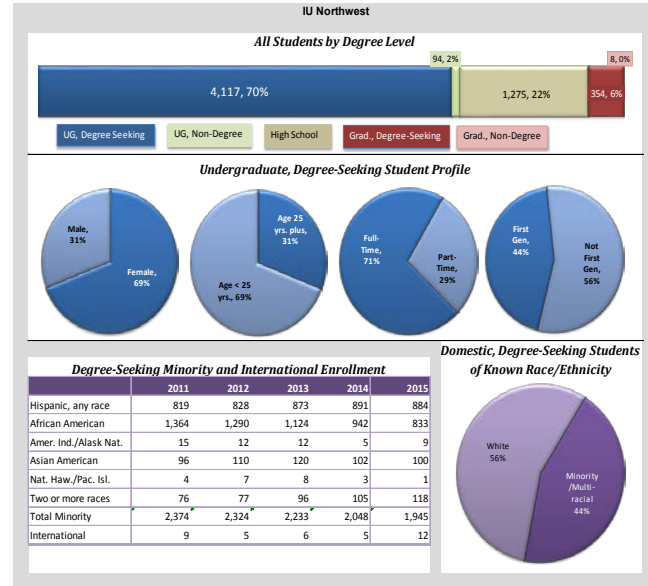 IU Northwest
All Students by Degree Level
94, 2%
8, 0%
4,117, 70%
1,275, 22%
354, 6%
UG, Degree Seeking
UG, Non-Degree
High School
Grad., Degree-Seeking
Grad., Non-Degree
Undergraduate, Degree-Seeking Student Profile
Male,
31%
Female,
69%
Age 25
yrs. plus,
31%
Age < 25
yrs., 69%
Full-
Time,
71%
Part-
Time,
29%
First
Gen,
44%
Not
First
Gen,
56%
Degree-Seeking Minority and International Enrollment
2011 2012 2013 2014 2015
Hispanic, any race 819 828 873 891 884
African American 1,364 1,290 1,124 942 833
Amer. Ind./Alask Nat. 15 12 12 5 9
Asian American 96 110 120 102 100
Nat. Haw./Pac. Isl. 4 7 8 3 1
Two or more races 76 77 96 105 118
Total Minority 2,374 2,324 2,233 2,048 1,945
International 9 5 6 5 12
Domestic, Degree-Seeking Students
of Known Race/Ethnicity
White
56%
Minority
/Multi-
racial
44%